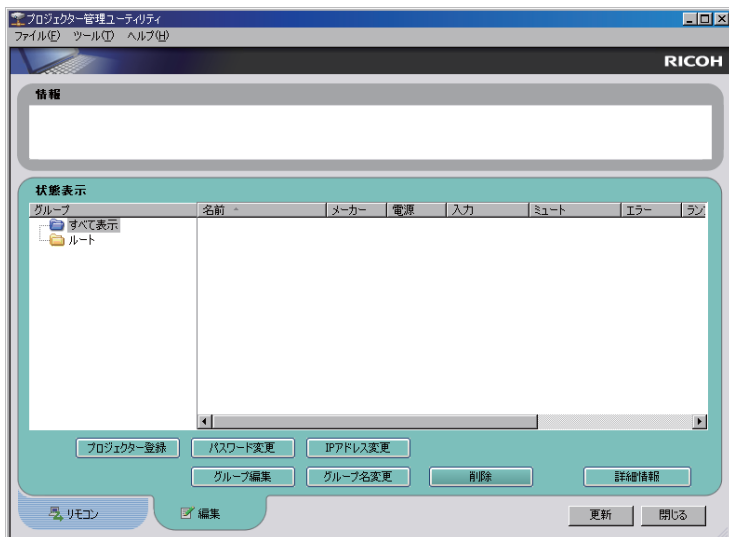 プロジェクター管理ユーティリティ
ファイル(F) ツール(T) ヘルプ(H)
RICOH
情報
状態表示
グループ 名前 メーカー 電源 入力 ミュート エラー ラン
すべて表示
ルート
プロジェクター登録 パスワード変更 IPアドレス変更
グループ編集 グループ名変更 削除 詳細情報
リモコン 編集 更新 閉じる